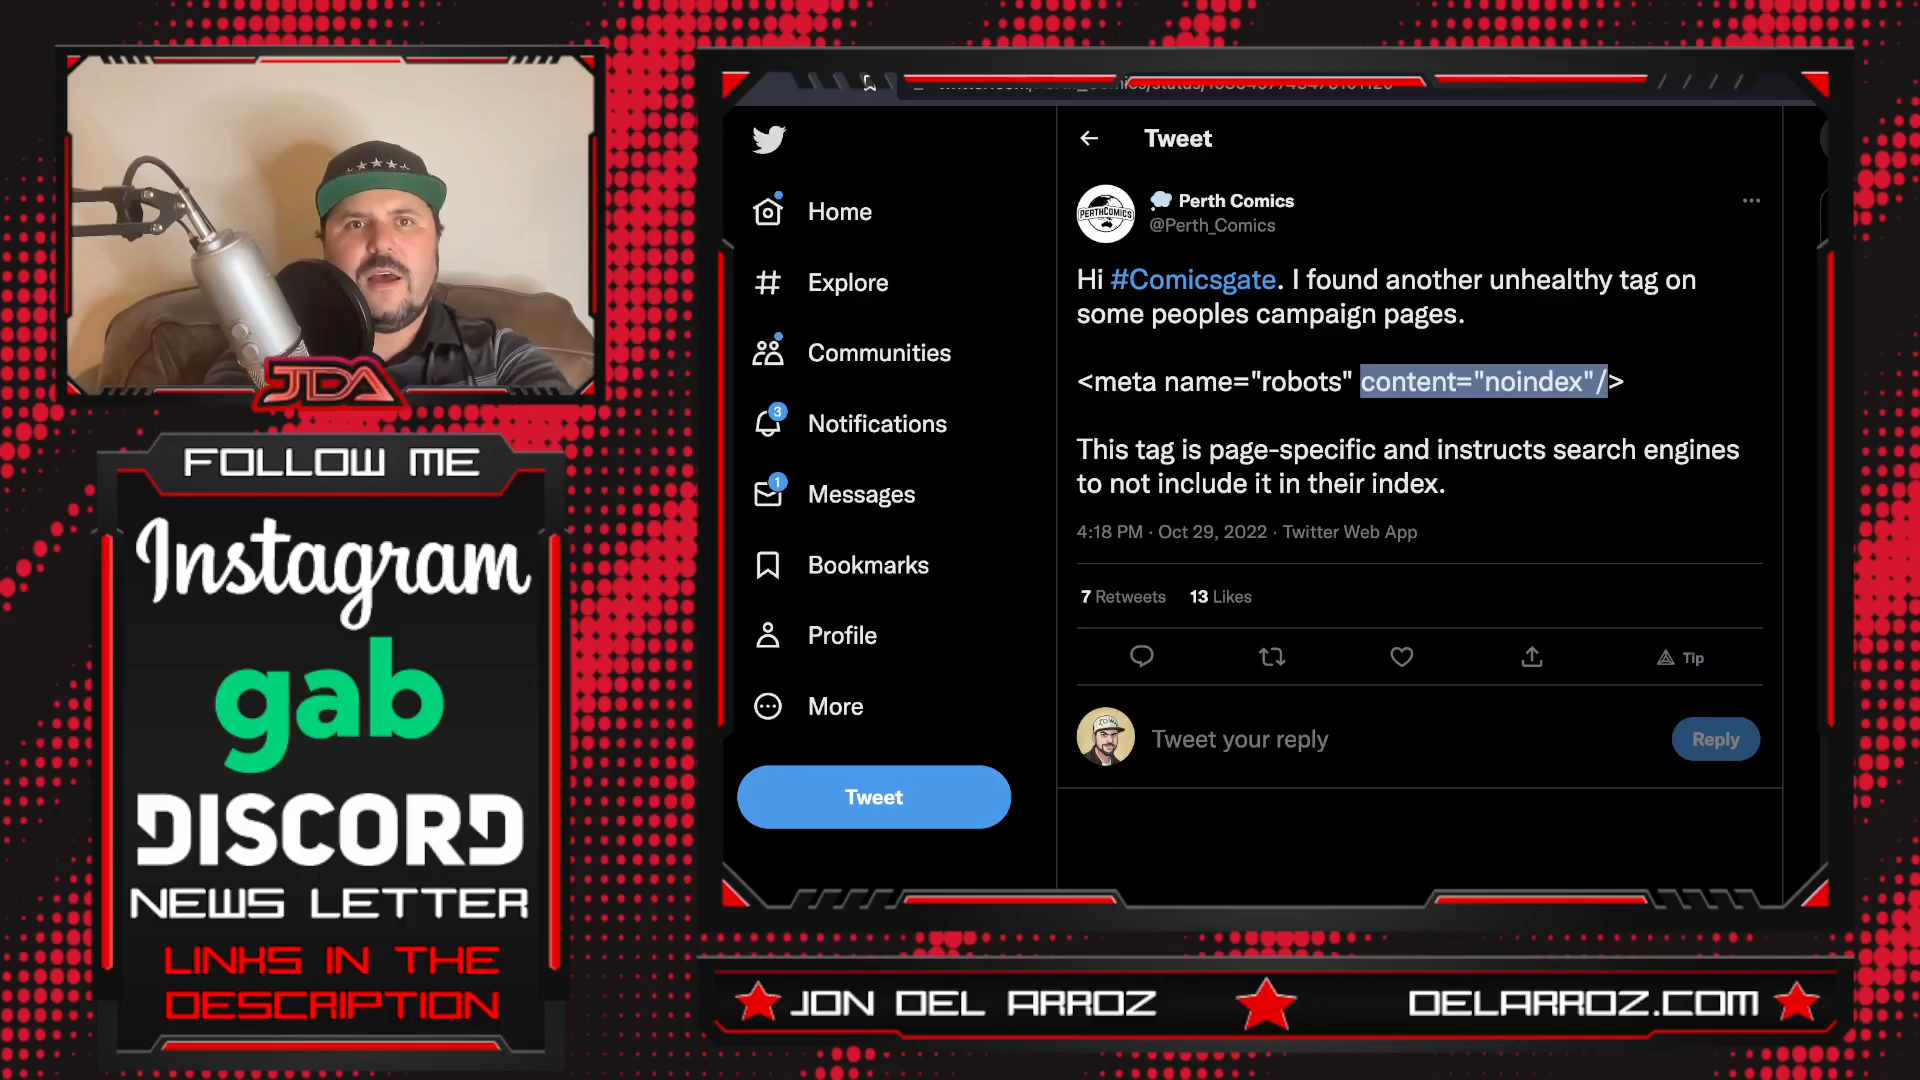 JDA
FOLLOW ME
Instagram
gab
DISCORD
NEWS LETTER
LINKS IN THE
DESCRIPTION
Home
Explore
Communities
3
Notifications
1
Messages
Bookmarks
Profile
More
Tweet
Tweet
PERTHCOMICS
Perth Comics
@Perth_Comics
Hi #Comicsgate. I found another unhealthy tag on
some peoples campaign pages.
<meta name="robots" content="noindex"/>
This tag is page-specific and instructs search engines
to not include it in their index.
4:18 PM · Oct 29, 2022 · Twitter Web App
7 Retweets 13 Likes
Tip
Tweet your reply
Reply
JON DEL ARROZ
DELARROZ.COM